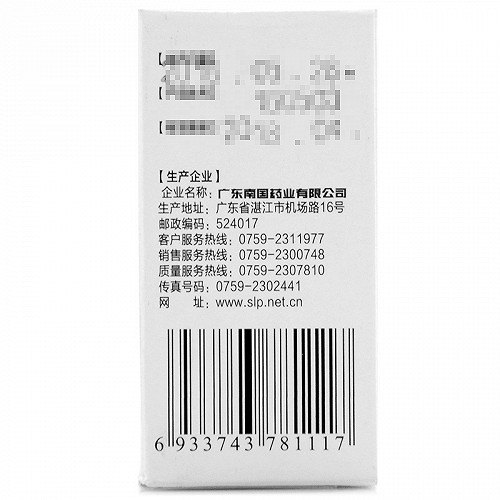 【生产企业】
企业名称：广东南国药业有限公司
生产地址：广东省湛江市机场路16号
邮政编码：524017
客户服务热线：0759-2311977
销售服务热线：0759-2300748
质量服务热线：0759-2307810
传真号码：0759-2302441
网　　址：www.slp.net.cn
6 933743 781117